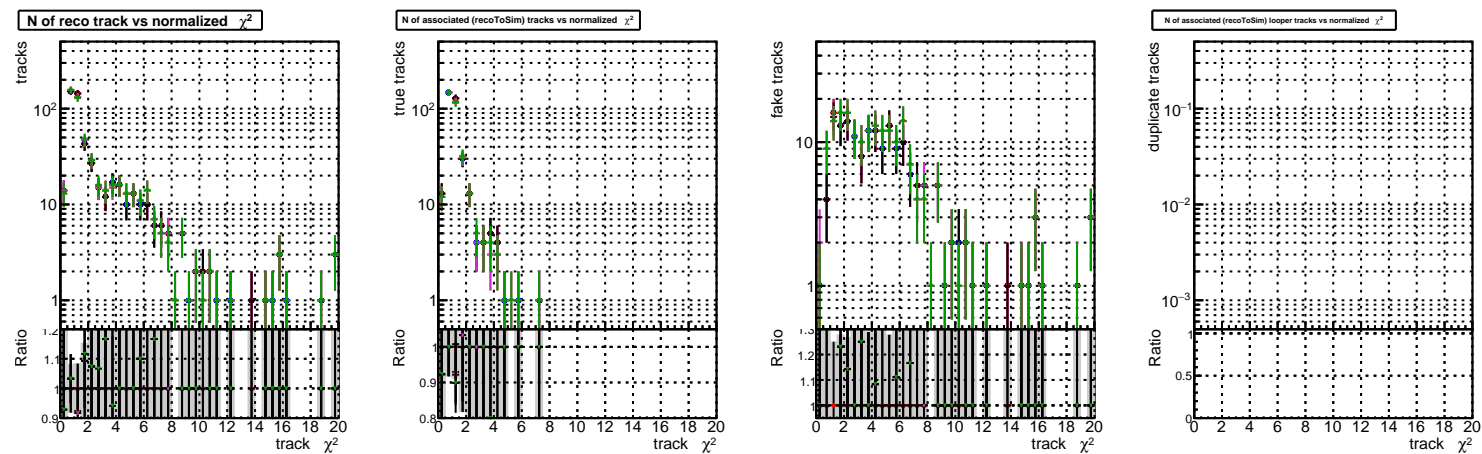 N of reco track vs normalized χ²
tracks
10²
10
1
Ratio
1.2
1.1
1
0.9
0 2 4 6 8 10 12 14 16 18 20
track χ²
N of associated (recoToSim) tracks vs normalized χ²
true tracks
10²
10
1
Ratio
1
0.9
0.8
0 2 4 6 8 10 12 14 16 18 20
track χ²
fake tracks
10
1
Ratio
1.3
1.2
1.1
1
0 2 4 6 8 10 12 14 16 18 20
track χ²
N of associated (recoToSim) looper tracks vs normalized χ²
duplicate tracks
10⁻¹
10⁻²
10⁻³
Ratio
1
0.5
0
0 2 4 6 8 10 12 14 16 18 20
track χ²